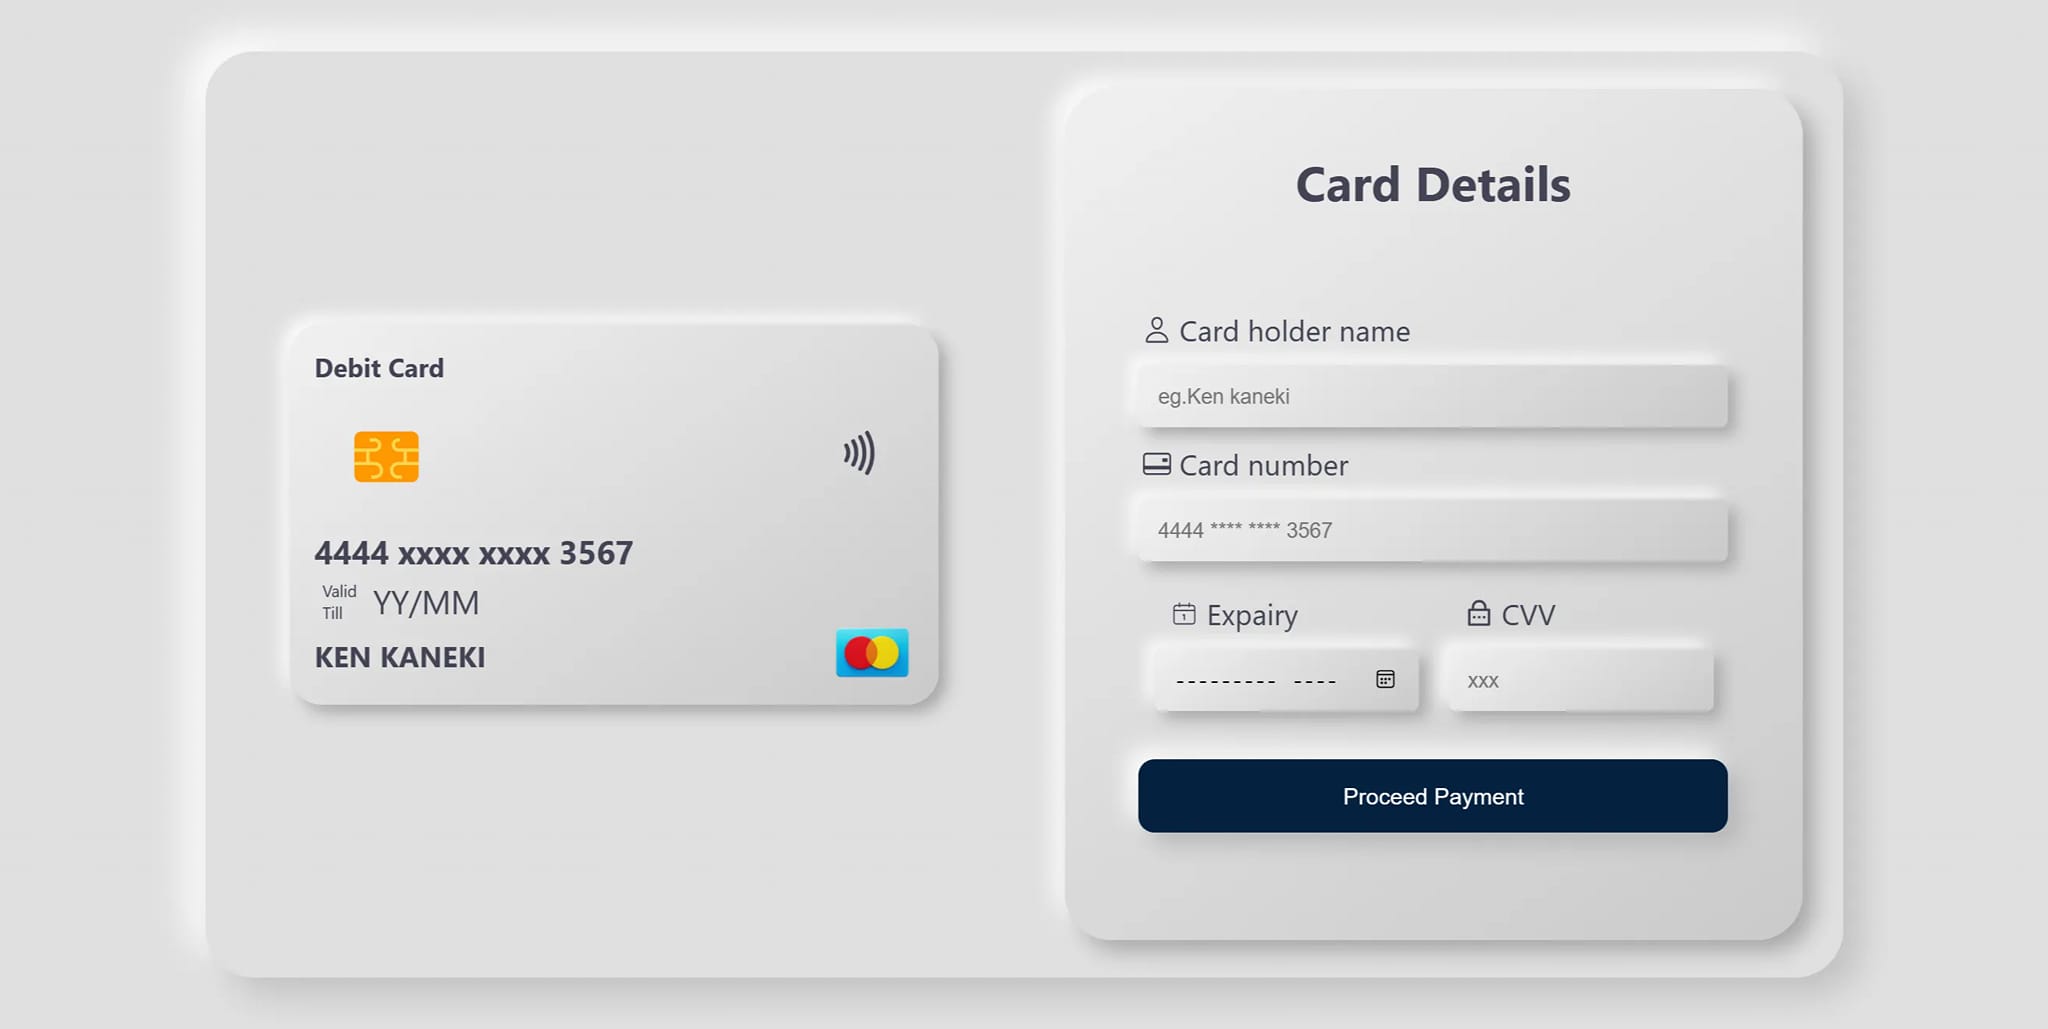 Debit Card
4444 xxxx xxxx 3567
Valid
Till
YY/MM
KEN KANEKI
Card Details
Card holder name
eg.Ken kaneki
Card number
4444 **** **** 3567
Expairy
CVV
--------- ----
xxx
Proceed Payment